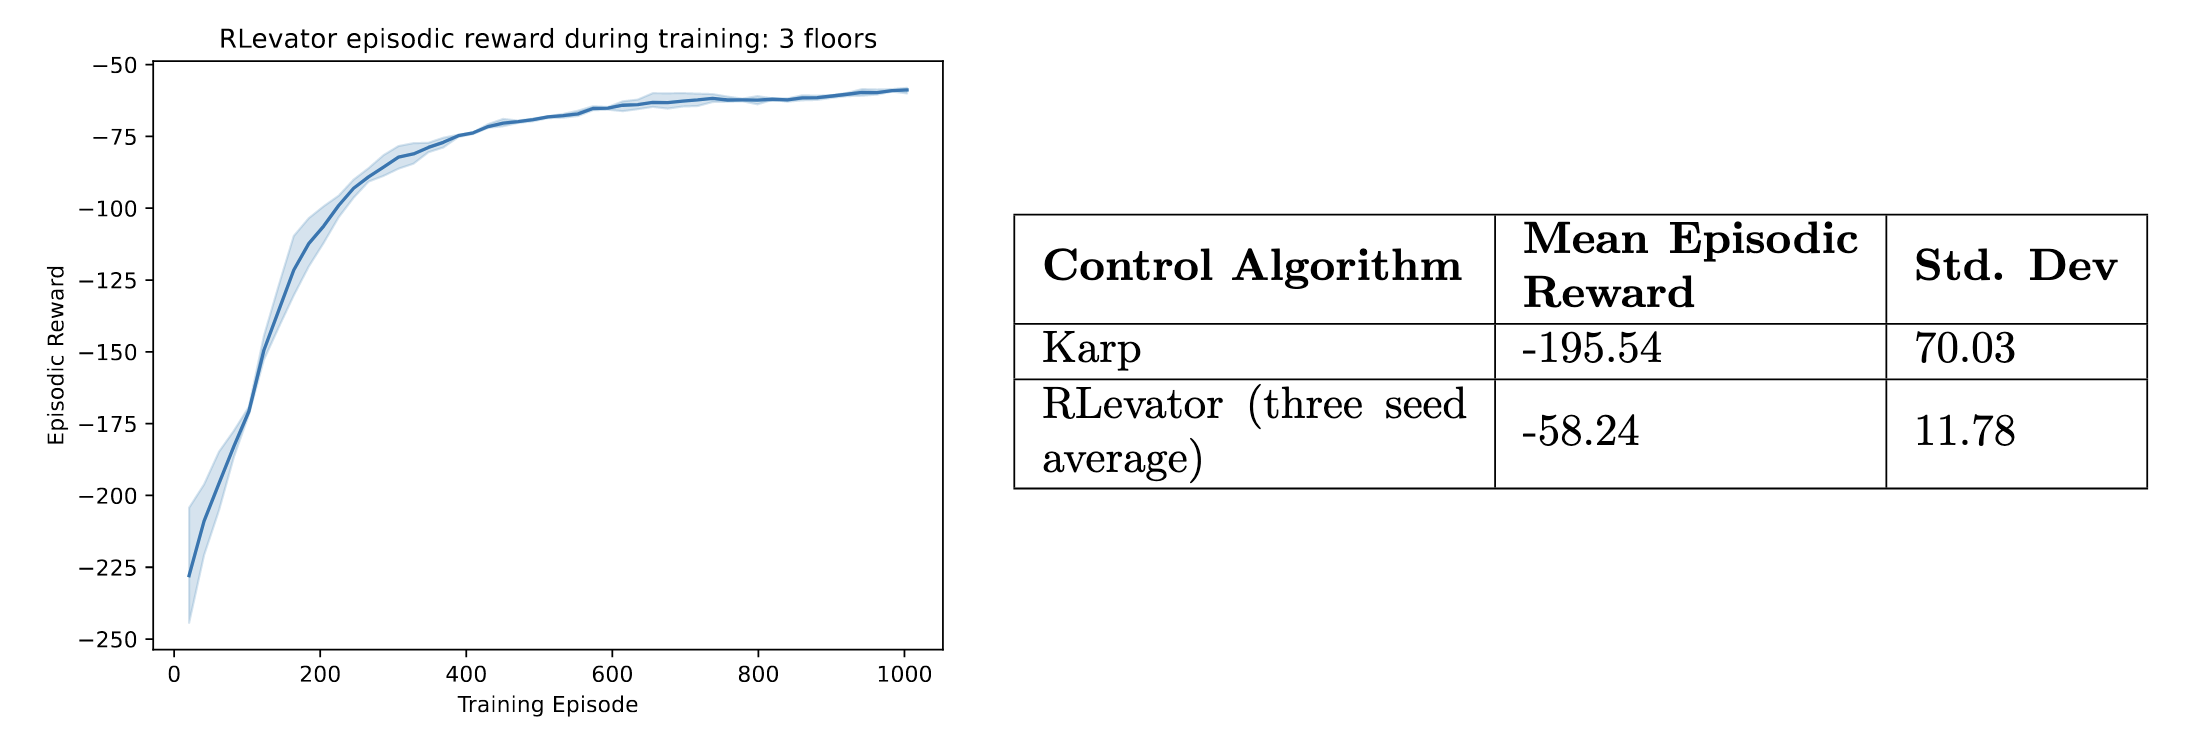 RLevator episodic reward during training: 3 floors
−50
−75
−100
−125
−150
−175
−200
−225
−250
Episodic Reward
0 200 400 600 800 1000
Training Episode
Control Algorithm
Mean Episodic
Reward
Std. Dev
Karp
-195.54
70.03
RLevator (three seed
average)
-58.24
11.78